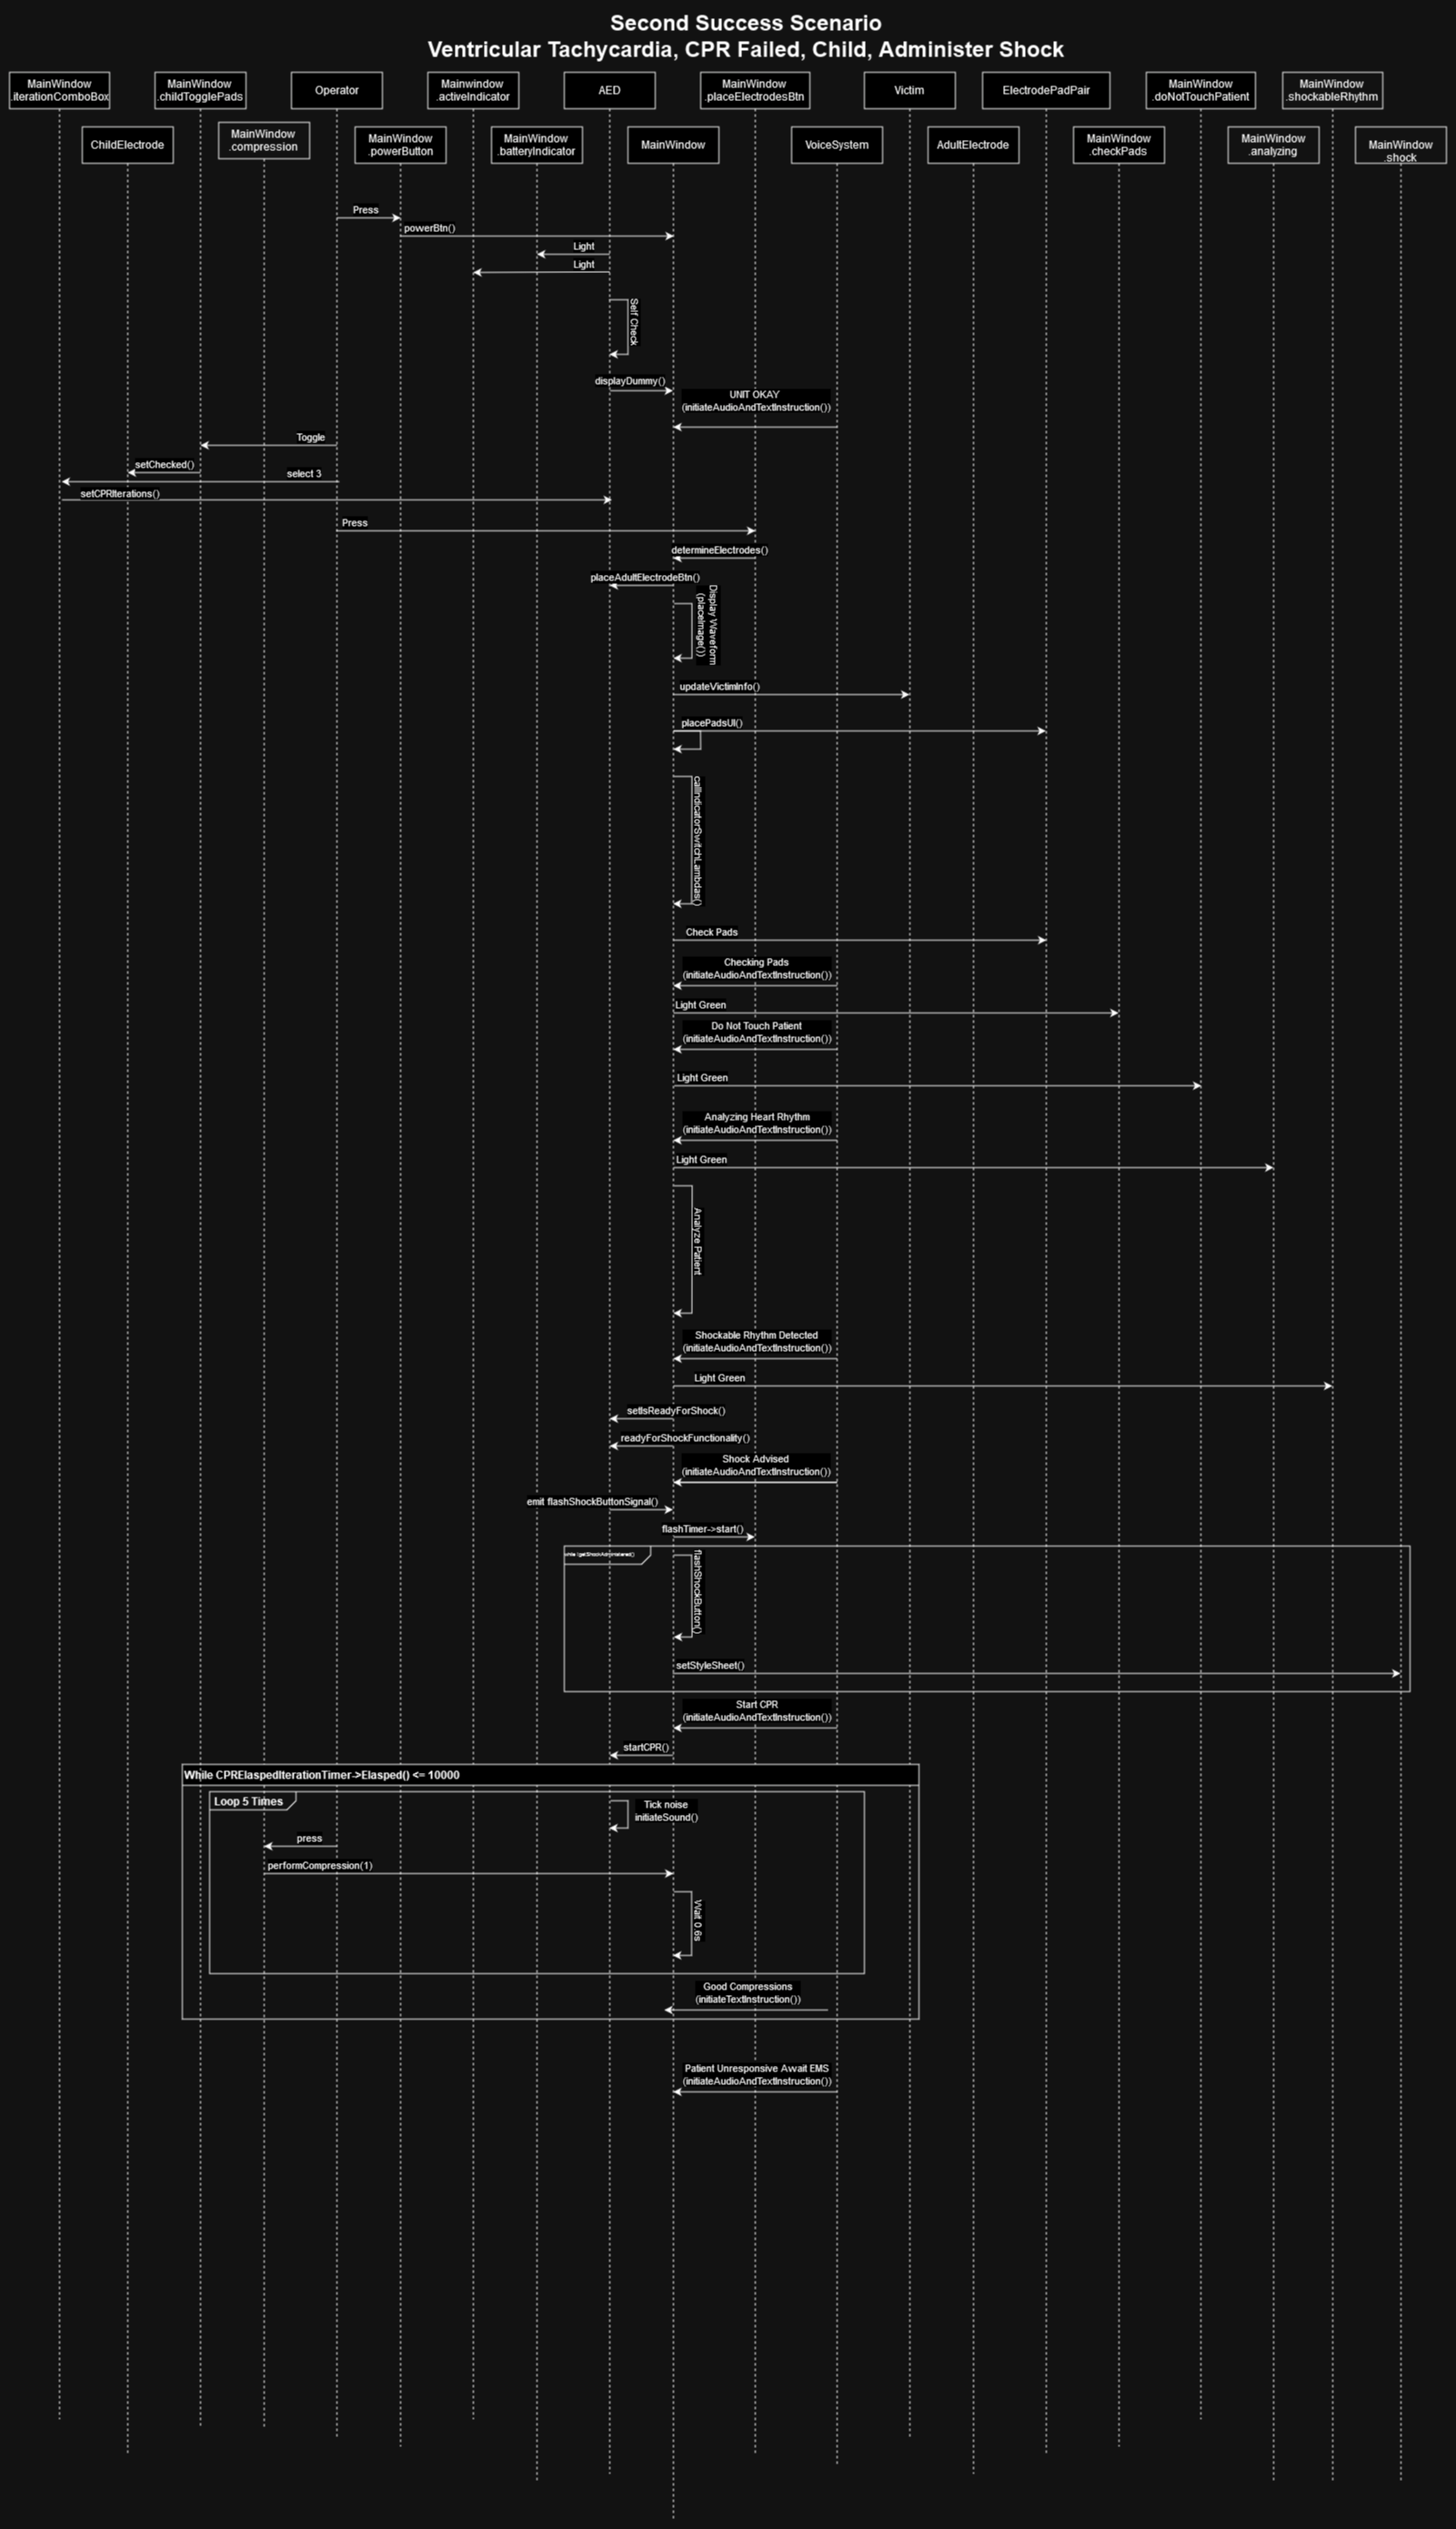 Second Success Scenario
Ventricular Tachycardia, CPR Failed, Child, Administer Shock
MainWindow
.iterationComboBox
MainWindow
.childTogglePads
Operator
Mainwindow
.activeIndicator
AED
MainWindow
.placeElectrodesBtn
Victim
ElectrodePadPair
MainWindow
.doNotTouchPatient
MainWindow
.shockableRhythm
ChildElectrode
MainWindow
.compression
MainWindow
.powerButton
MainWindow
.batteryIndicator
MainWindow
VoiceSystem
AdultElectrode
MainWindow
.checkPads
MainWindow
.analyzing
MainWindow
.shock
Press
powerBtn()
Light
Light
Self Check
displayDummy()
UNIT OKAY
(initiateAudioAndTextInstruction())
Toggle
setChecked()
select 3
setCPRIterations()
Press
determineElectrodes()
placeAdultElectrodeBtn()
Display Waveform
(placeImage())
updateVictimInfo()
placePadsUI()
callIndicatorSwitchLambdas()
Check Pads
Checking Pads
(initiateAudioAndTextInstruction())
Light Green
Do Not Touch Patient
(initiateAudioAndTextInstruction())
Light Green
Analyzing Heart Rhythm
(initiateAudioAndTextInstruction())
Light Green
Analyze Patient
Shockable Rhythm Detected
(initiateAudioAndTextInstruction())
Light Green
setIsReadyForShock()
readyForShockFunctionality()
Shock Advised
(initiateAudioAndTextInstruction())
emit flashShockButtonSignal()
flashTimer->start()
while !getShockAdministered()
flashShockButton()
setStyleSheet()
Start CPR
(initiateAudioAndTextInstruction())
startCPR()
While CPRElaspedIterationTimer->Elasped() <= 10000
Loop 5 Times
Tick noise
initiateSound()
press
performCompression(1)
Wait 0.6s
Good Compressions
(initiateTextInstruction())
Patient Unresponsive Await EMS
(initiateAudioAndTextInstruction())